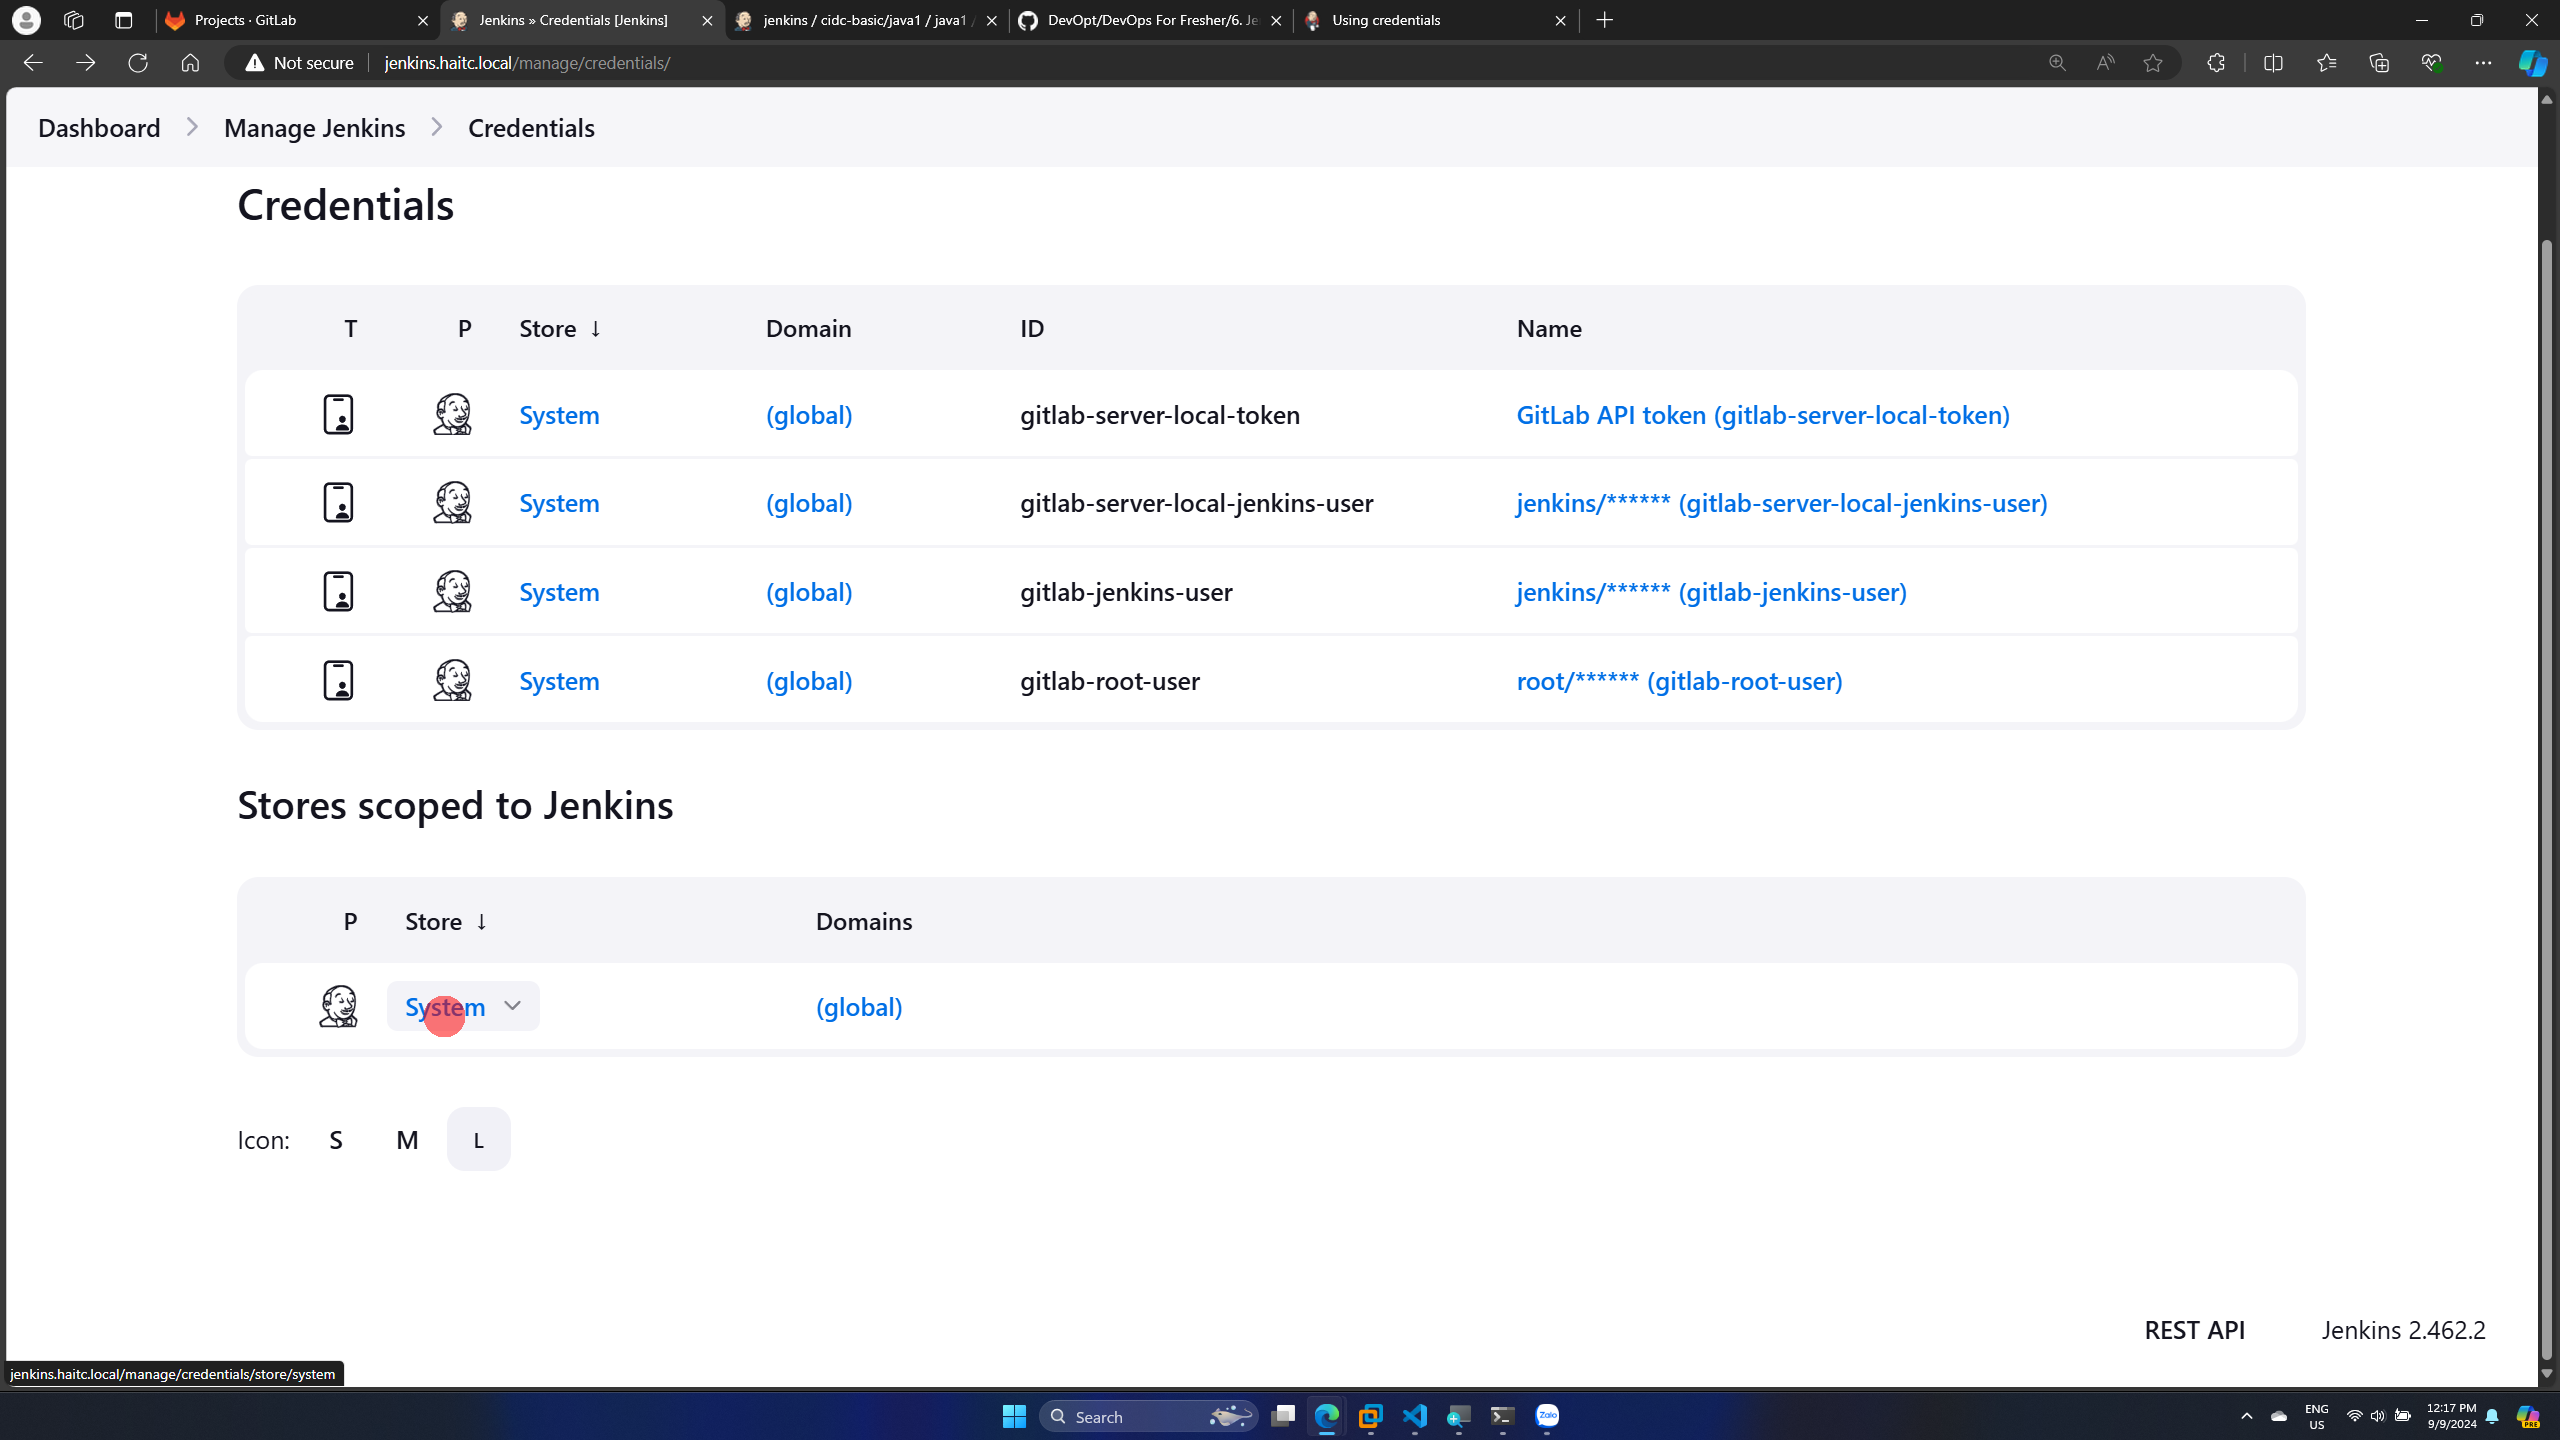 Projects · GitLab
Jenkins » Credentials [Jenkins]
jenkins / cidc-basic/java1 / java1
DevOpt/DevOps For Fresher/6. Je
Using credentials
Not secure
jenkins.haitc.local/manage/credentials/
Dashboard
Manage Jenkins
Credentials
Credentials
T P Store ↓ Domain ID Name
System (global) gitlab-server-local-token GitLab API token (gitlab-server-local-token)
System (global) gitlab-server-local-jenkins-user jenkins/****** (gitlab-server-local-jenkins-user)
System (global) gitlab-jenkins-user jenkins/****** (gitlab-jenkins-user)
System (global) gitlab-root-user root/****** (gitlab-root-user)
Stores scoped to Jenkins
P Store ↓ Domains
System (global)
Icon: S M L
REST API Jenkins 2.462.2
jenkins.haitc.local/manage/credentials/store/system
Search
Zalo
ENG
US
12:17 PM
9/9/2024
PRE